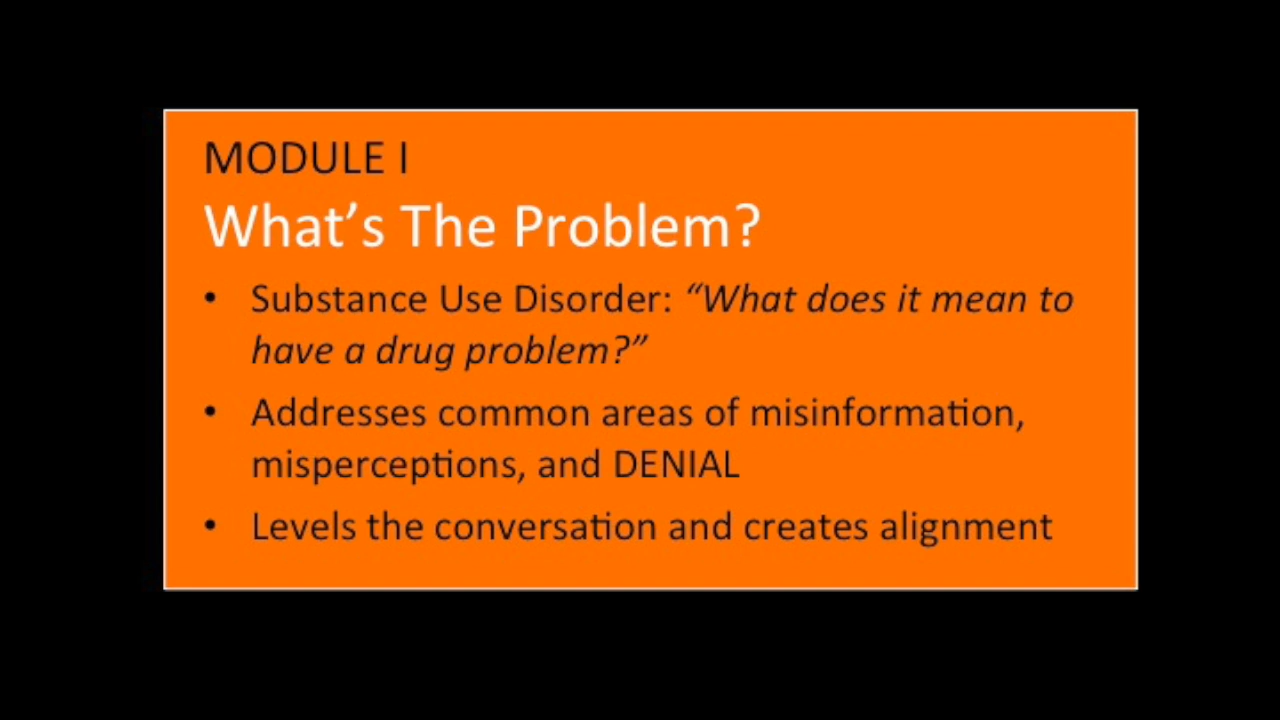 MODULE I
What’s The Problem?
• Substance Use Disorder: “What does it mean to
have a drug problem?”
• Addresses common areas of misinformation,
misperceptions, and DENIAL
• Levels the conversation and creates alignment